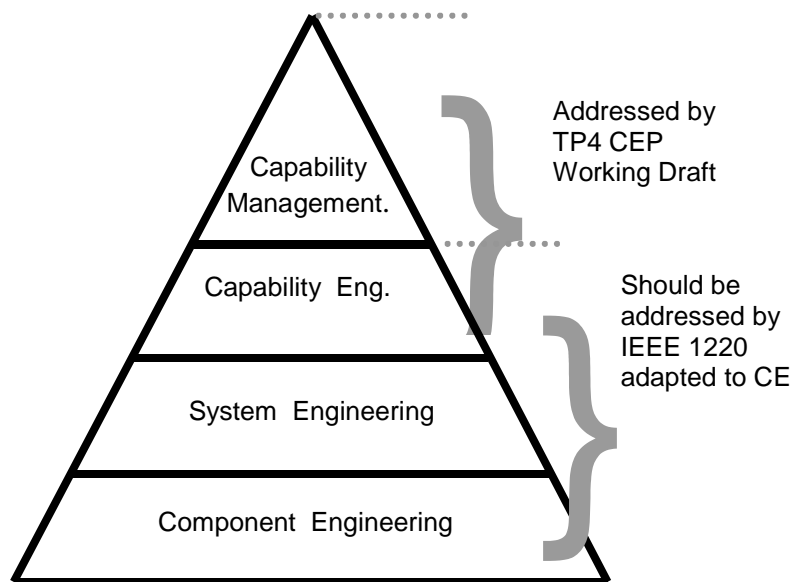 Capability
Management.
Capability Eng.
System Engineering
Component Engineering
Addressed by
TP4 CEP
Working Draft
Should be
addressed by
IEEE 1220
adapted to CE